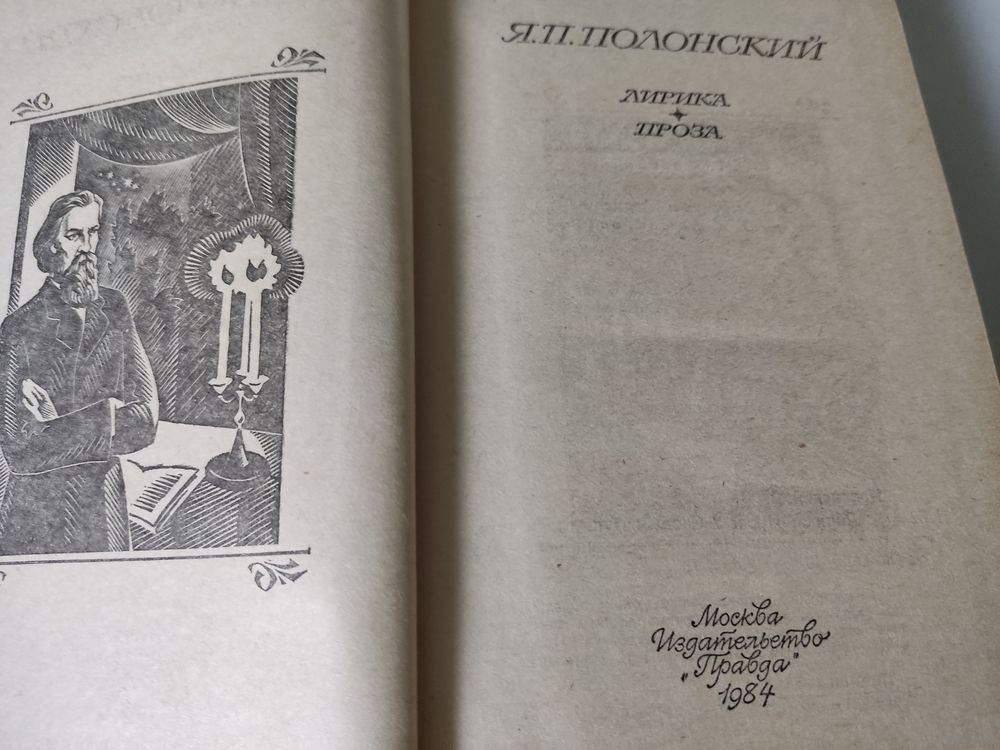 Я.П.ПОЛОНСКИЙ
ЛИРИКА
ПРОЗА
Москва
Издательство
„Правда"
1984